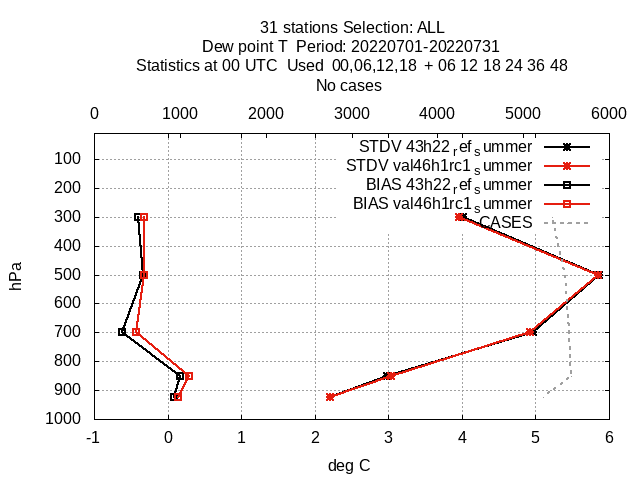 31 stations Selection: ALL
Dew point T  Period: 20220701-20220731
Statistics at 00 UTC  Used  00,06,12,18  + 06 12 18 24 36 48
No cases
0 1000 2000 3000 4000 5000 6000
STDV 43h22_ref_summer
STDV val46h1rc1_summer
BIAS 43h22_ref_summer
BIAS val46h1rc1_summer
CASES
100
200
300
400
500
600
700
800
900
1000
hPa
-1 0 1 2 3 4 5 6
deg C